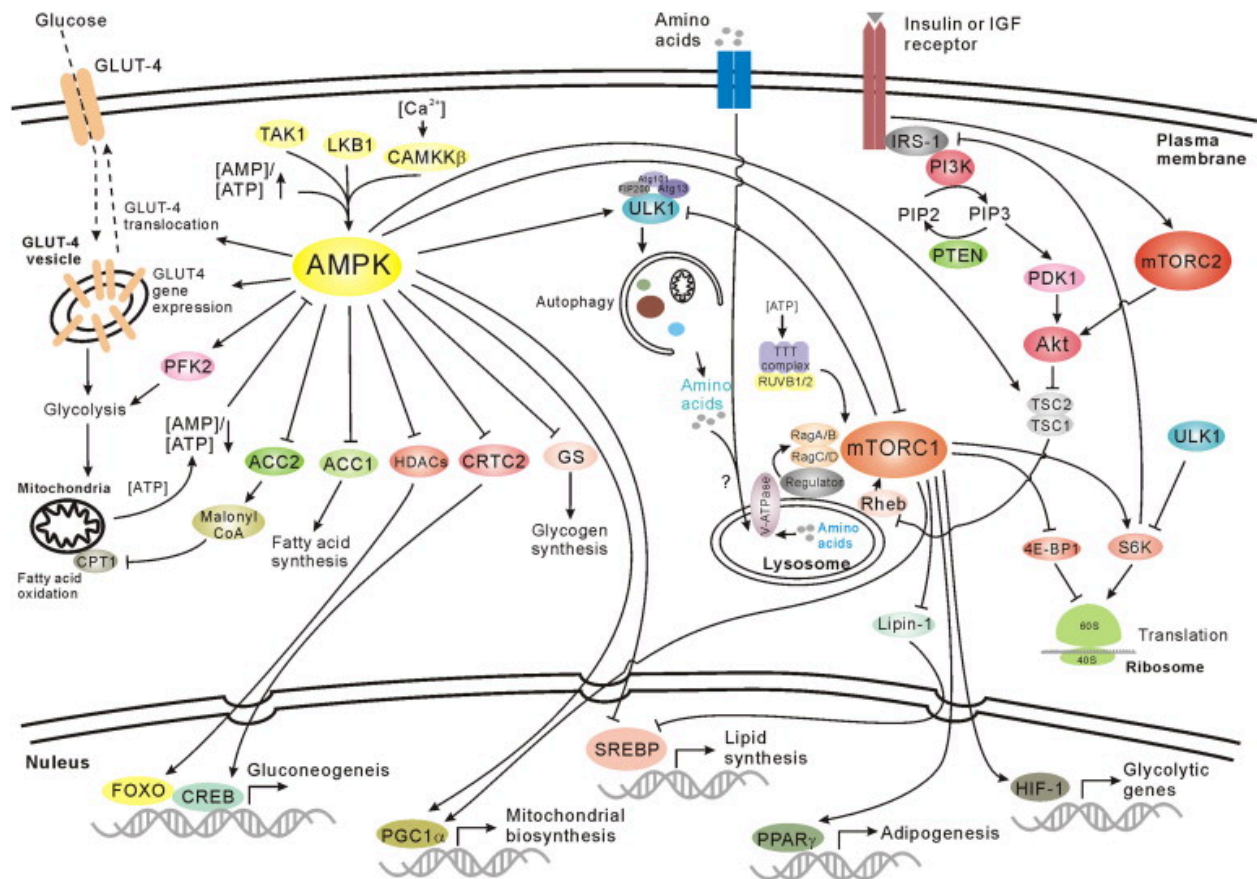 Glucose
GLUT-4
Amino
acids
Insulin or IGF
receptor
Plasma
membrane
[Ca2+]
TAK1
LKB1
CAMKKβ
[AMP]/
[ATP]
GLUT-4
translocation
GLUT-4
vesicle
GLUT4
gene
expression
AMPK
Atg101
FIP200
Atg13
ULK1
Autophagy
Amino
acids
IRS-1
PI3K
PIP2
PIP3
PTEN
PDK1
mTORC2
Akt
TSC2
TSC1
[ATP]
TTT
complex
RUVB1/2
PFK2
Glycolysis
[AMP]/
[ATP]
ACC2
ACC1
HDACs
CRTC2
GS
RagA/B
RagC/D
Regulator
mTORC1
Rheb
ULK1
?
V-ATPase
Amino
acids
Lysosome
Mitochondria
[ATP]
Malonyl
CoA
CPT1
Fatty acid
oxidation
Fatty acid
synthesis
Glycogen
synthesis
4E-BP1
S6K
Lipin-1
60S
40S
Translation
Ribosome
Nucleus
FOXO
CREB
Gluconeogeneis
SREBP
Lipid
synthesis
PGC1α
Mitochondrial
biosynthesis
PPARγ
Adipogenesis
HIF-1
Glycolytic
genes